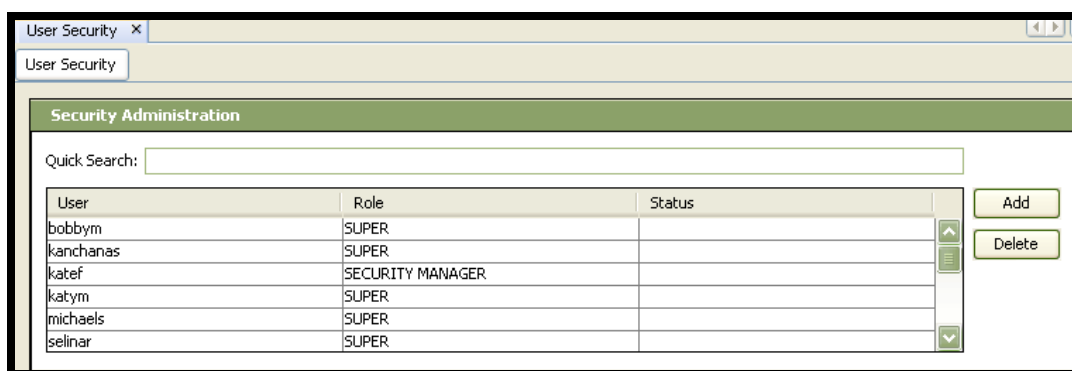 User Security ×
User Security
Security Administration
Quick Search:
User Role Status Add
bobbym SUPER
kanchanas SUPER Delete
katef SECURITY MANAGER
katym SUPER
michaels SUPER
selinar SUPER